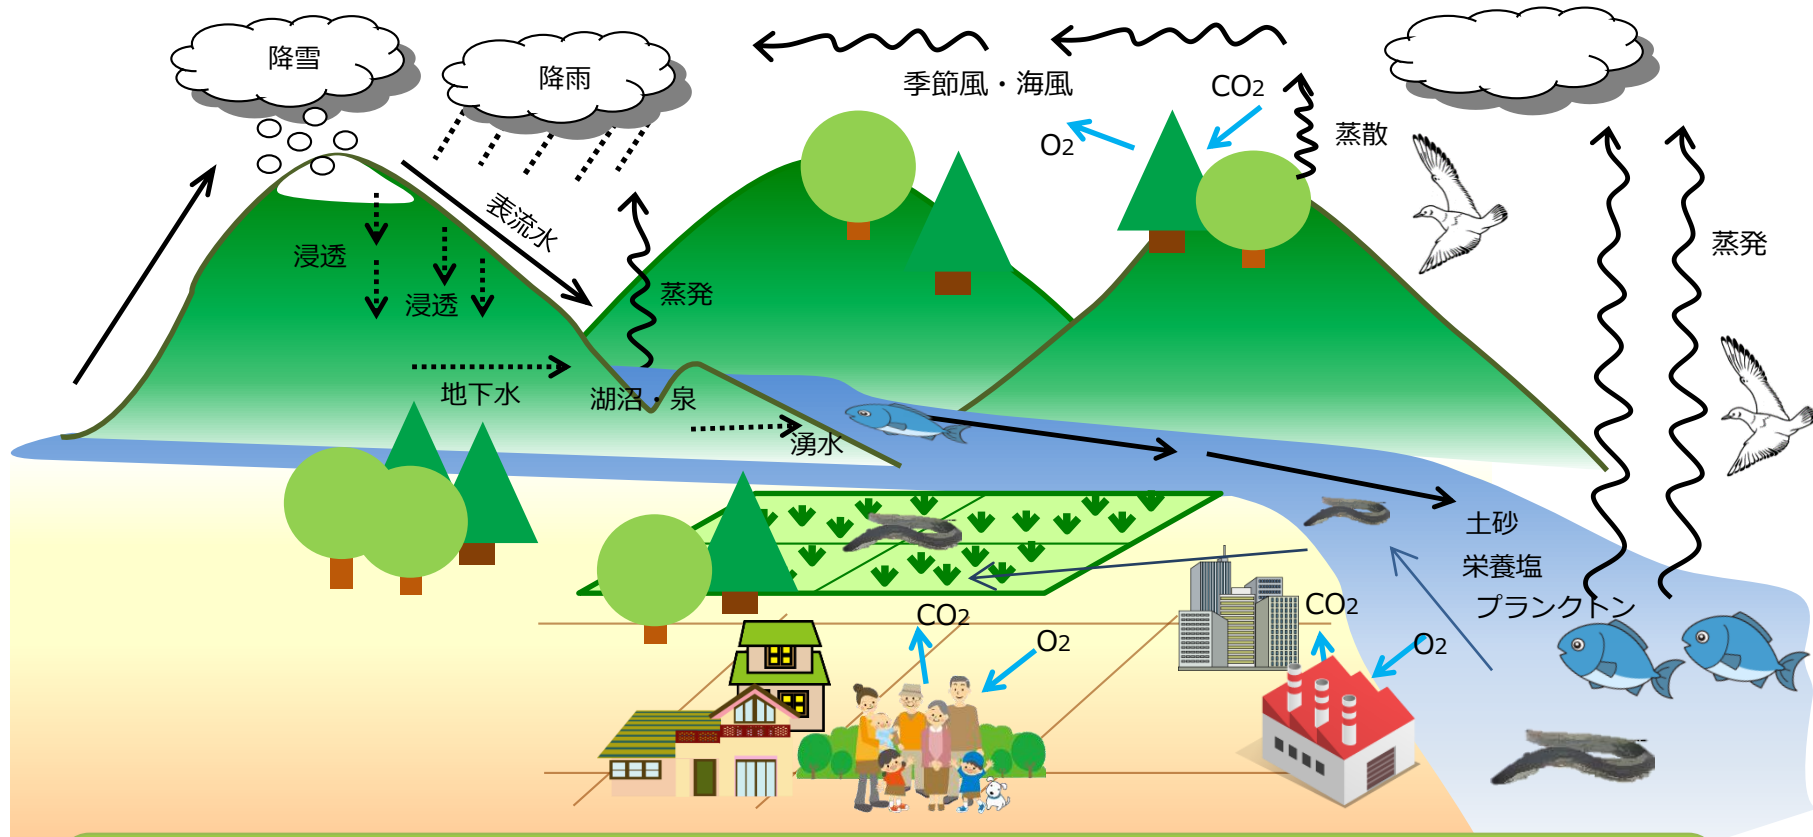 降雪
降雨
季節風・海風
CO2
O2
蒸散
表流水
浸透
蒸発
蒸発
浸透
地下水
湖沼・泉
湧水
土砂
栄養塩
プランクトン
CO2
O2
CO2
O2